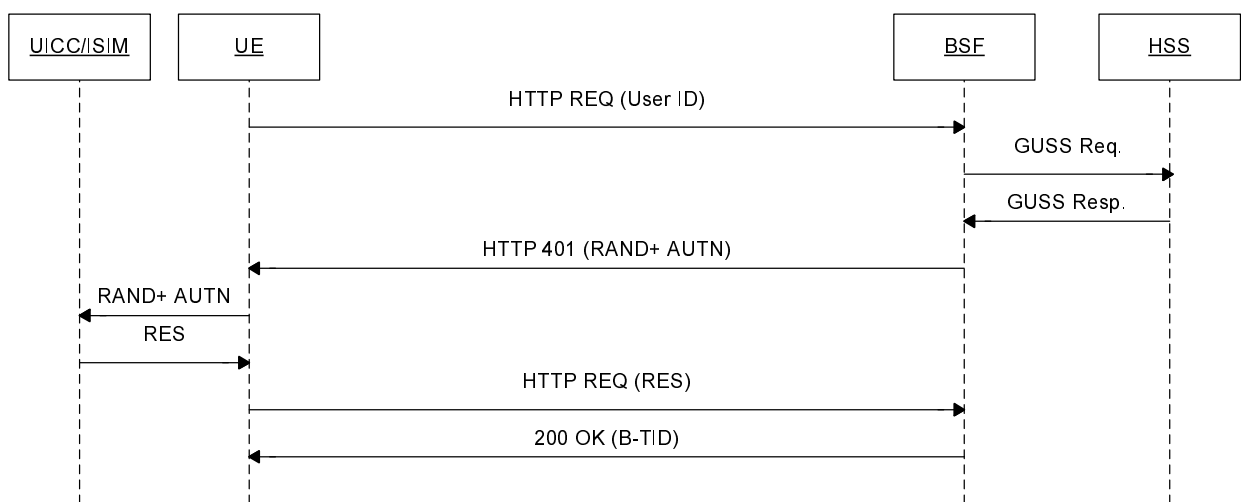 UICC/ISIM
UE
BSF
HSS
HTTP REQ (User ID)
GUSS Req.
GUSS Resp.
HTTP 401 (RAND+ AUTN)
RAND+ AUTN
RES
HTTP REQ (RES)
200 OK (B-TID)